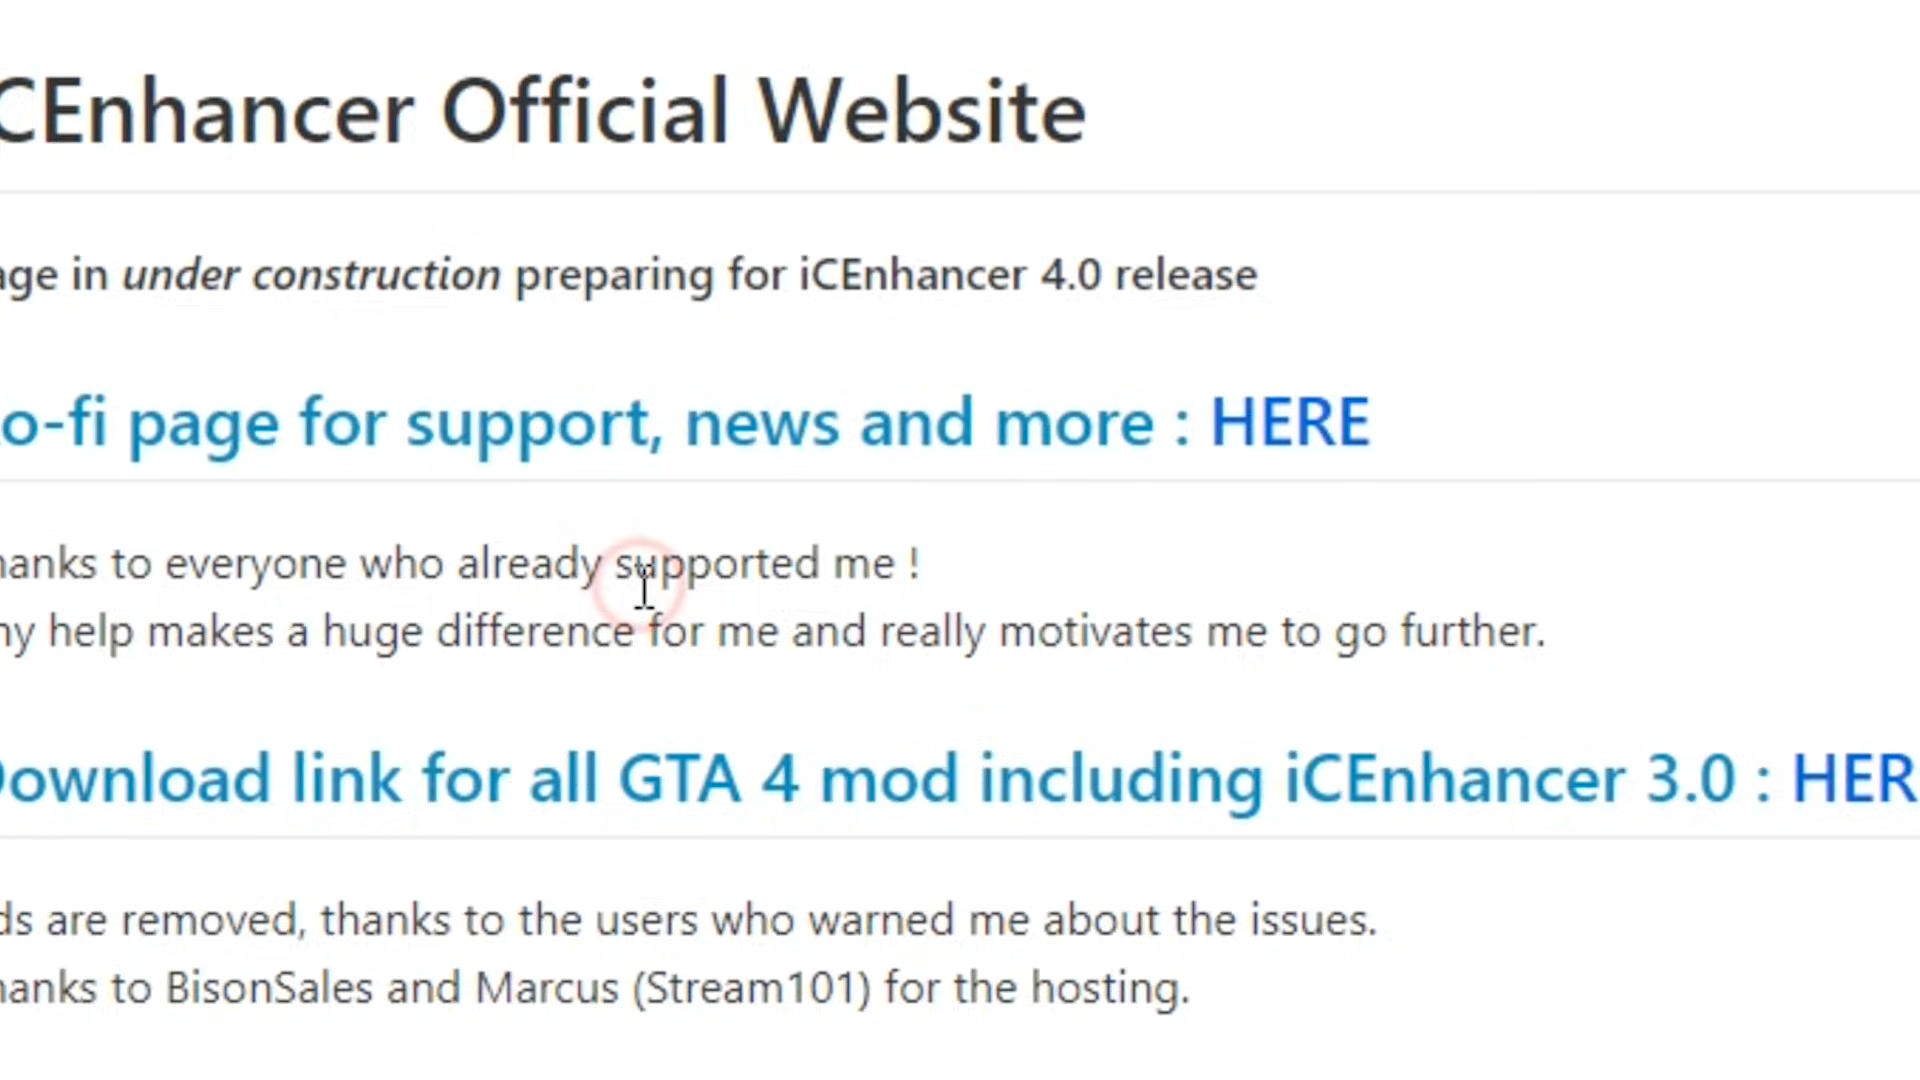 CEnhancer Official Website
age in under construction preparing for iCEnhancer 4.0 release
o-fi page for support, news and more : HERE
hanks to everyone who already supported me !
ny help makes a huge difference for me and really motivates me to go further.
Download link for all GTA 4 mod including iCEnhancer 3.0 : HER
ds are removed, thanks to the users who warned me about the issues.
hanks to BisonSales and Marcus (Stream101) for the hosting.